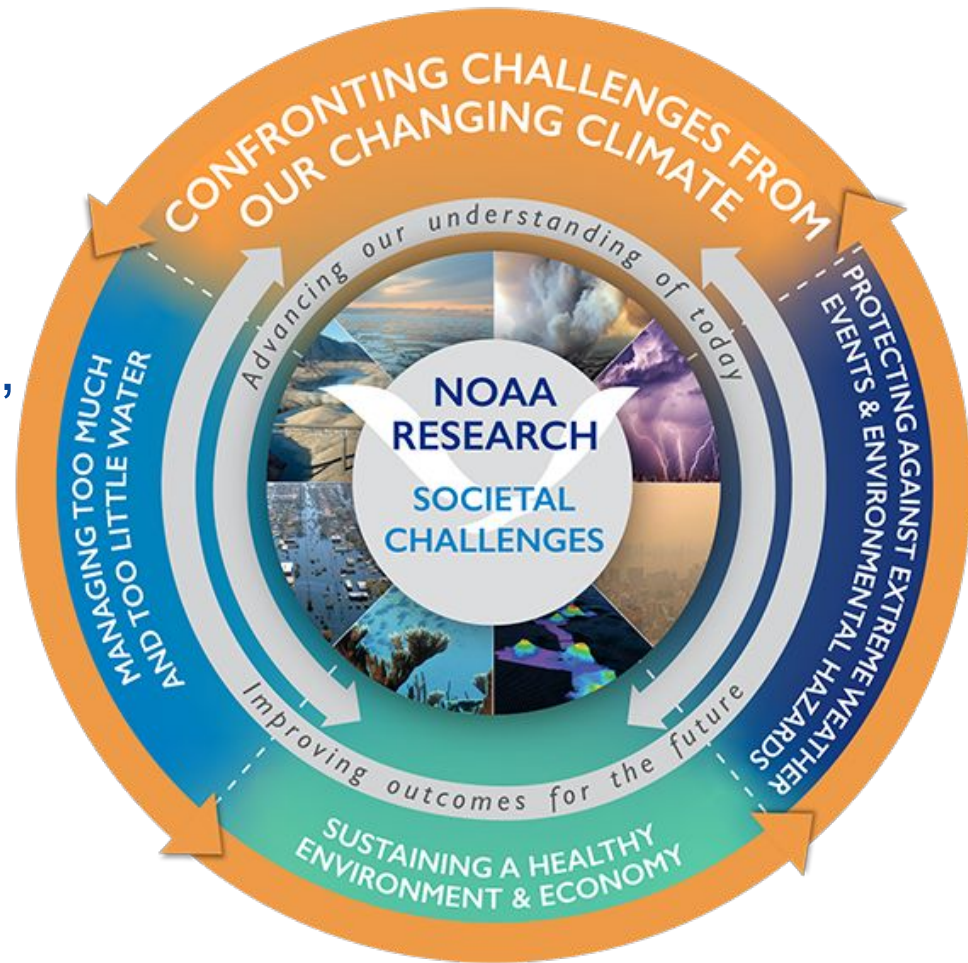 CONFRONTING CHALLENGES FROM
OUR CHANGING CLIMATE
Advancing our understanding of today
NOAA
RESEARCH
SOCIETAL
CHALLENGES
,
MANAGING TOO MUCH
AND TOO LITTLE WATER
PROTECTING AGAINST EXTREME WEATHER
EVENTS & ENVIRONMENTAL HAZARDS
Improving outcomes for the future
SUSTAINING A HEALTHY
ENVIRONMENT & ECONOMY